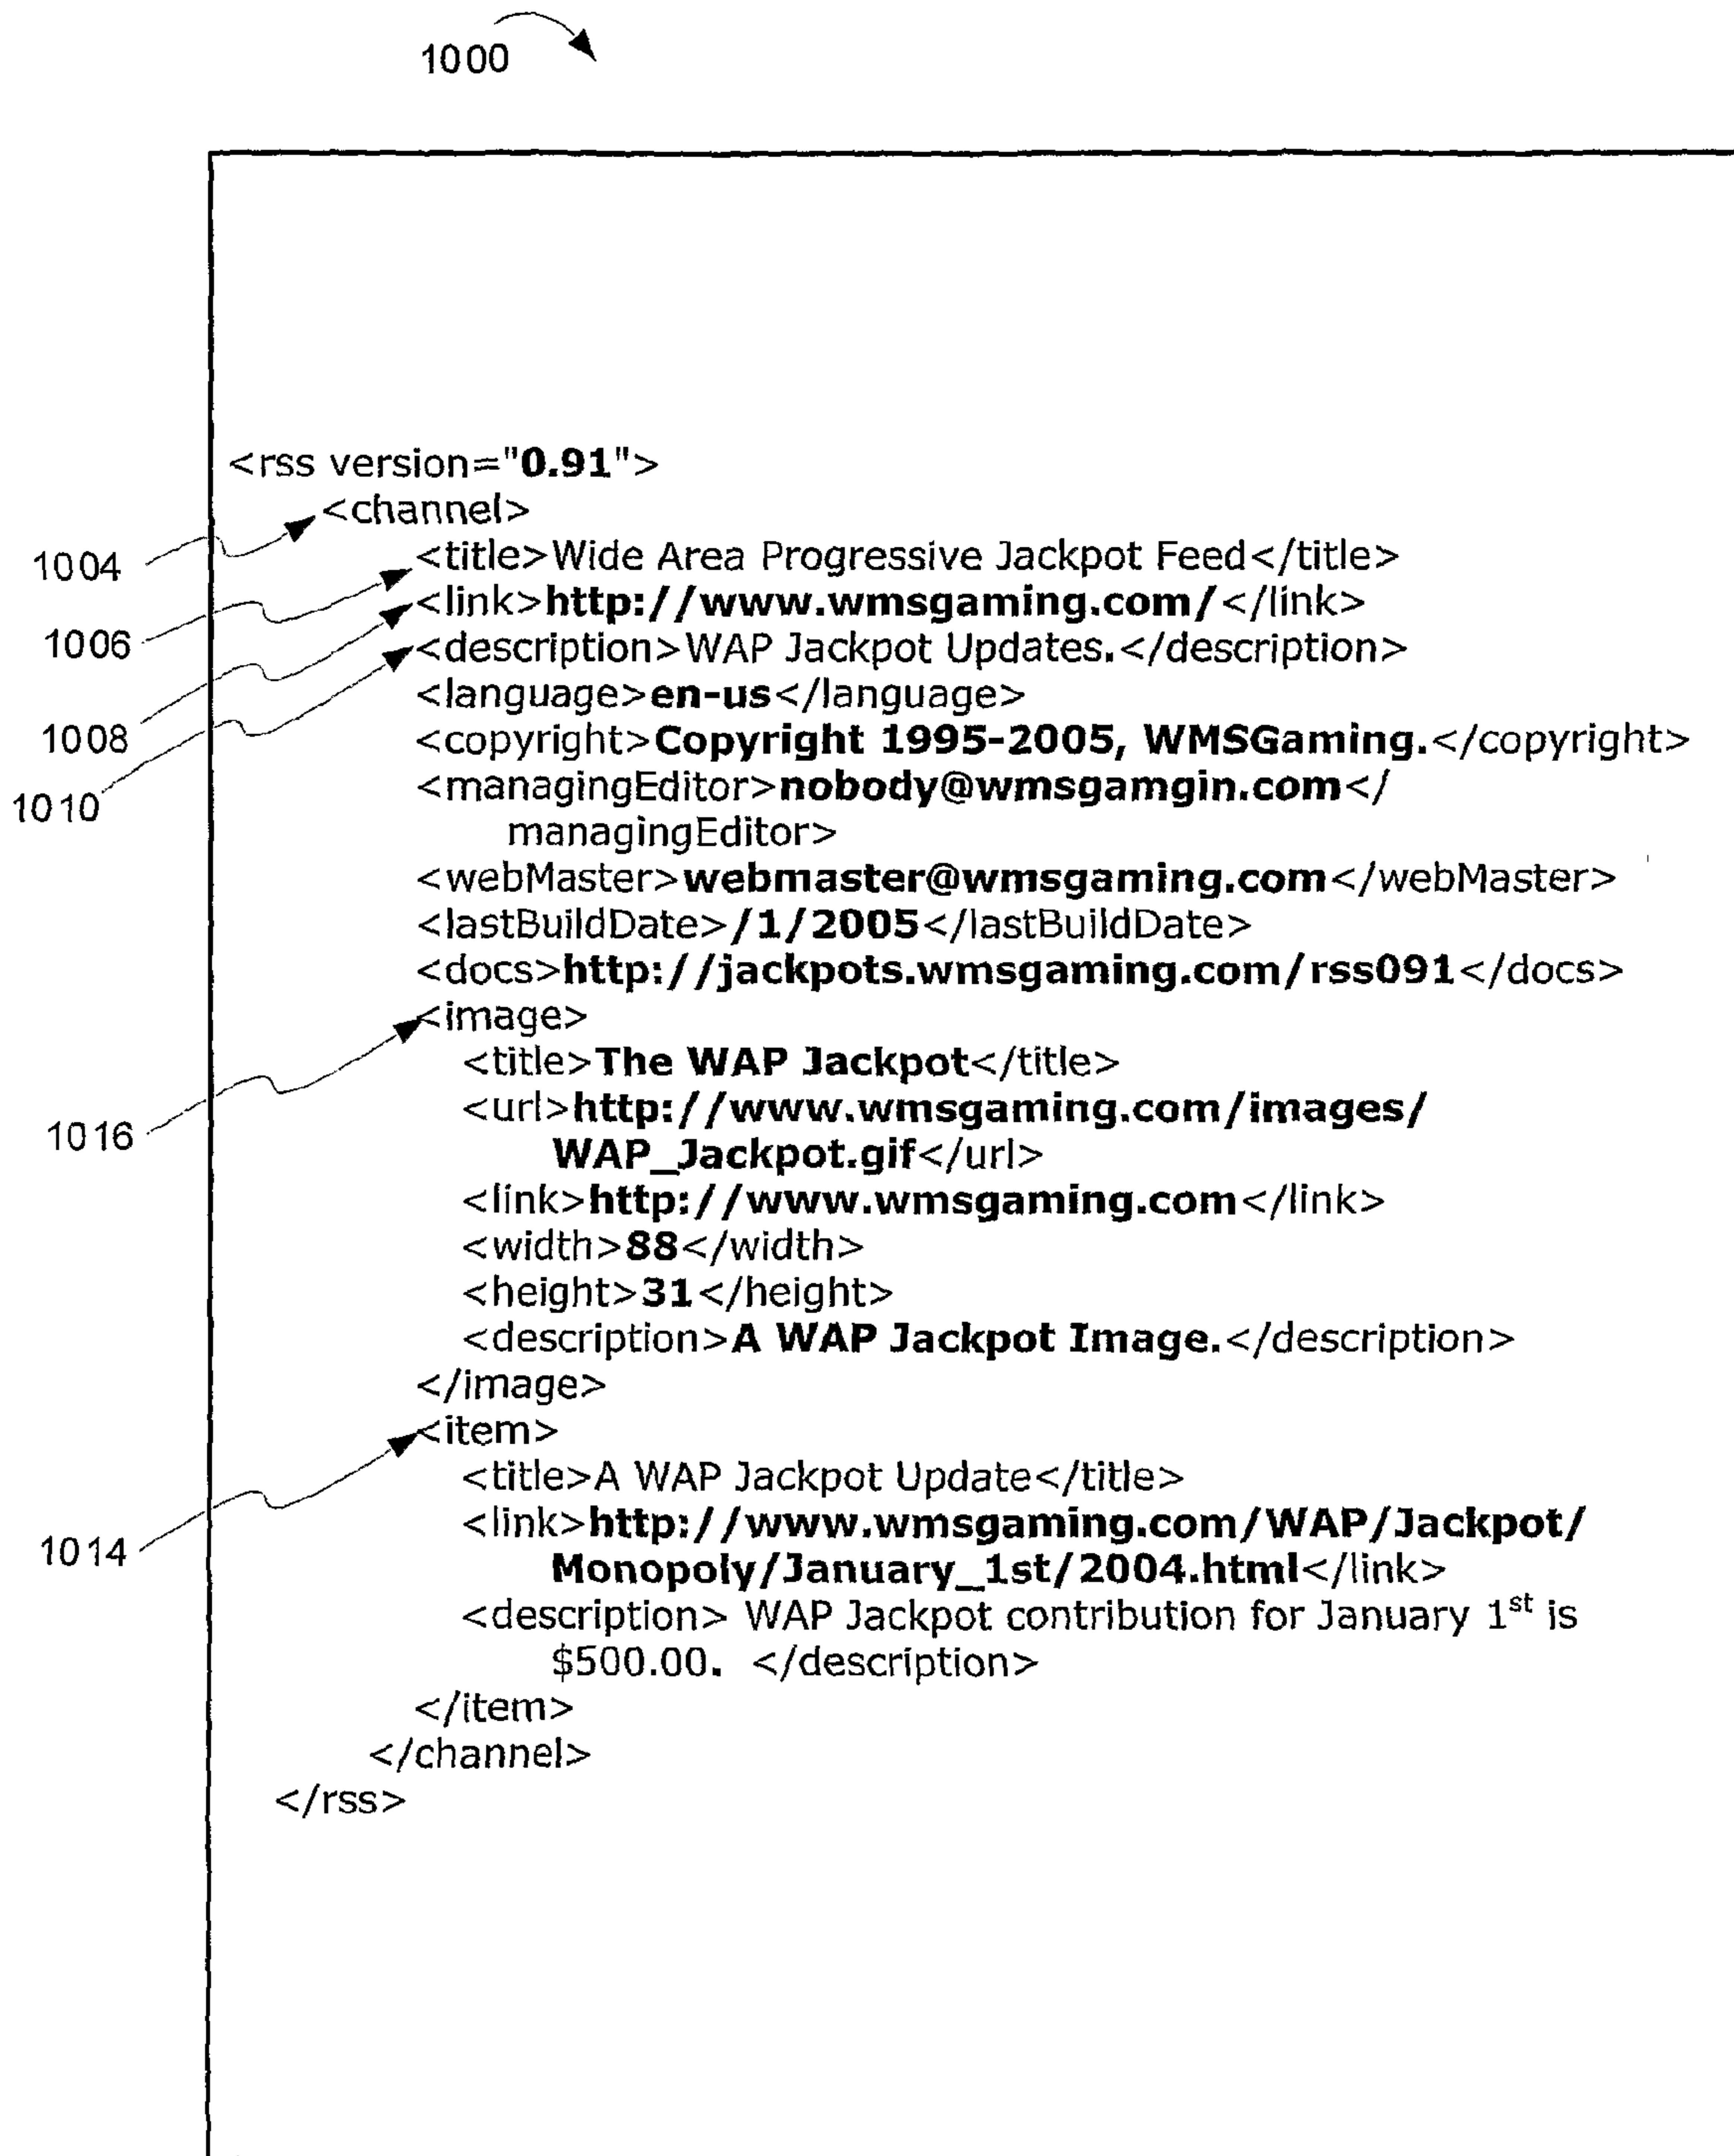 1000
<rss version="0.91">
<channel>
1004
<title>Wide Area Progressive Jackpot Feed</title>
1006
<link>http://www.wmsgaming.com/</link>
1008
<description>WAP Jackpot Updates.</description>
1010
<language>en-us</language>
<copyright>Copyright 1995-2005, WMSGaming.</copyright>
<managingEditor>nobody@wmsgamgin.com</
managingEditor>
<webMaster>webmaster@wmsgaming.com</webMaster>
<lastBuildDate>/1/2005</lastBuildDate>
<docs>http://jackpots.wmsgaming.com/rss091</docs>
<image>
1016
<title>The WAP Jackpot</title>
<url>http://www.wmsgaming.com/images/
WAP_Jackpot.gif</url>
<link>http://www.wmsgaming.com</link>
<width>88</width>
<height>31</height>
<description>A WAP Jackpot Image.</description>
</image>
<item>
1014
<title>A WAP Jackpot Update</title>
<link>http://www.wmsgaming.com/WAP/Jackpot/
Monopoly/January_1st/2004.html</link>
<description> WAP Jackpot contribution for January 1st is
$500.00. </description>
</item>
</channel>
</rss>